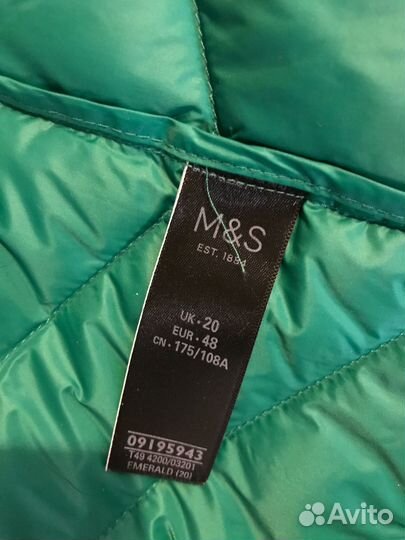 M&S
EST. 1884
UK • 20
EUR • 48
CN • 175/108A
09195943
T49 4200/03201
EMERALD (20)
Avito